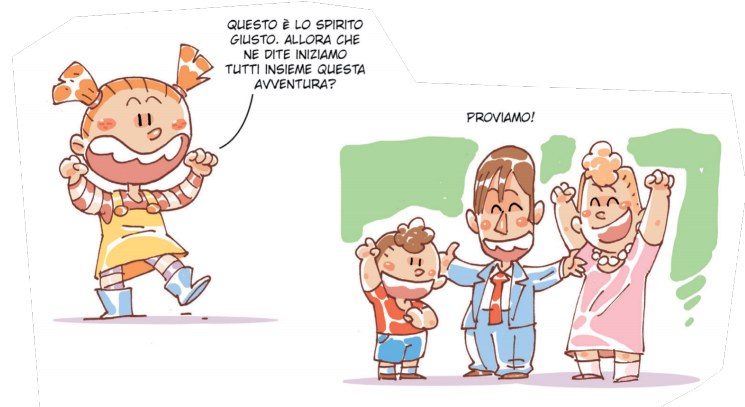 QUESTO È LO SPIRITO
GIUSTO. ALLORA CHE
NE DITE INIZIAMO
TUTTI INSIEME QUESTA
AVVENTURA?
PROVIAMO!